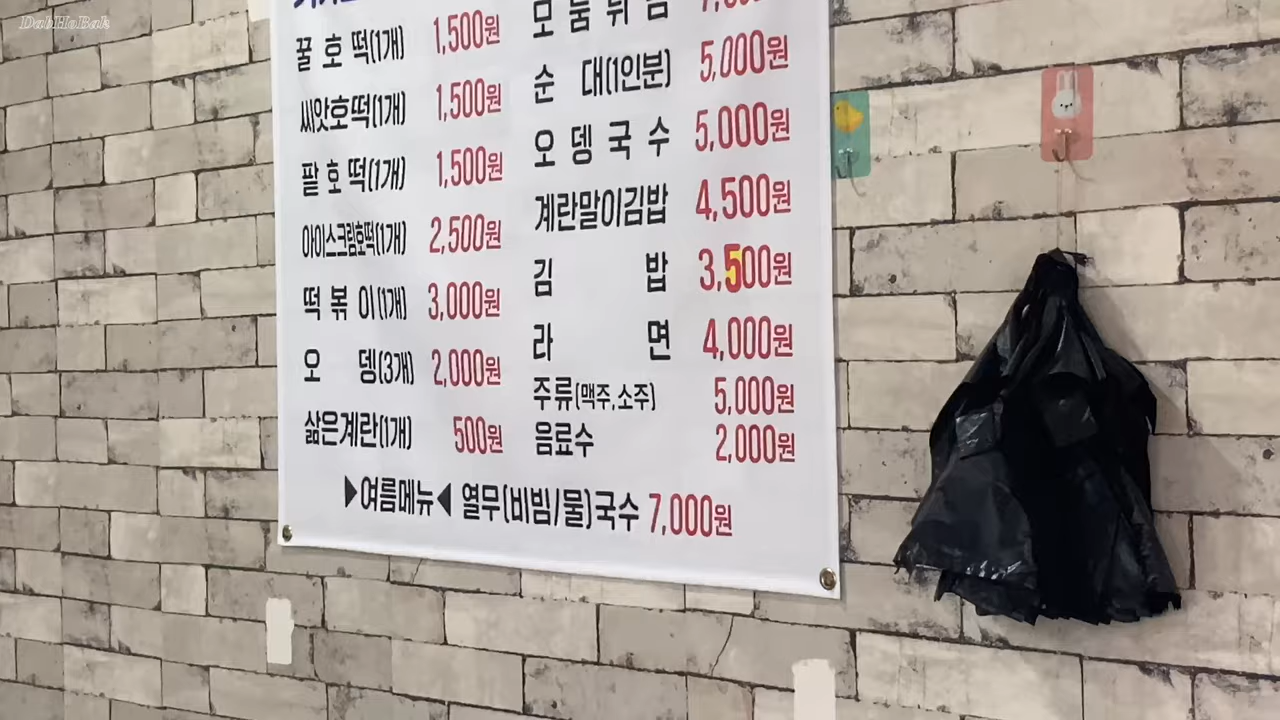 DabHeBak
꿀 호 떡(1개) 1,500원
씨앗호떡(1개) 1,500원
팥 호 떡(1개) 1,500원
아이스크림호떡(1개) 2,500원
떡 볶 이(1개) 3,000원
오 뎅(3개) 2,000원
삶은계란(1개) 500원
모 둠 튀 김
순 대(1인분) 5,000원
오 뎅 국 수 5,000원
계란말이김밥 4,500원
김 밥 3,500원
라 면 4,000원
주류(맥주,소주) 5,000원
음료수 2,000원
▶여름메뉴◀ 열무(비빔/물)국수 7,000원